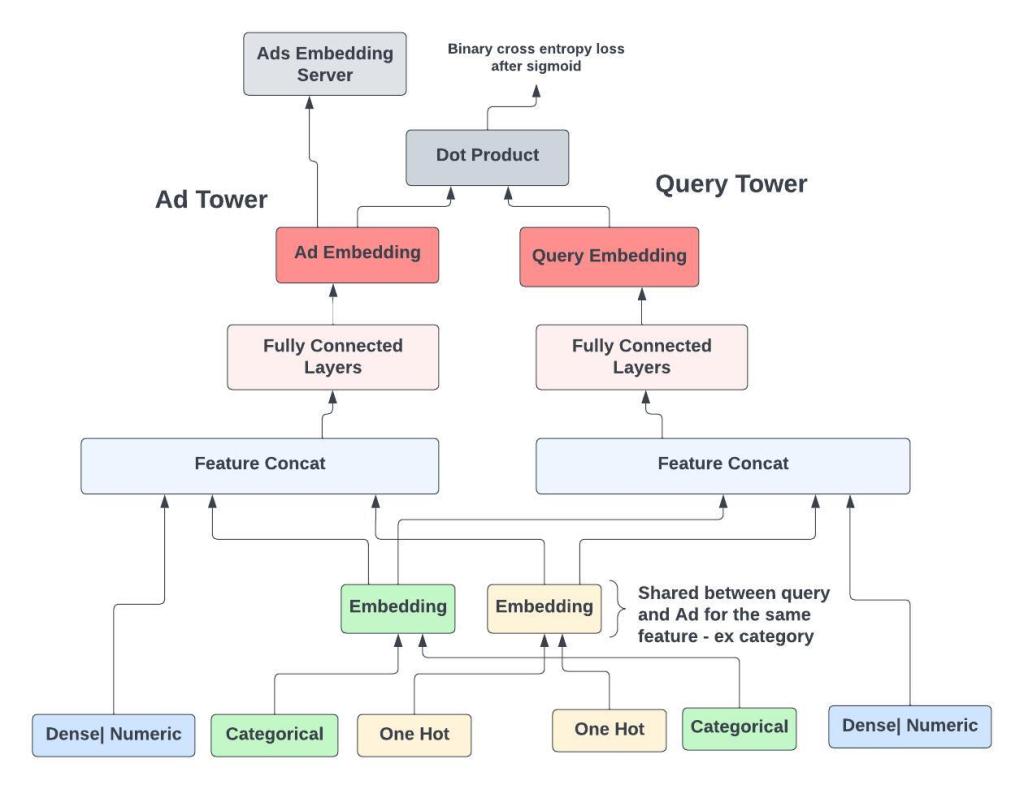 Ads Embedding
Server
Binary cross entropy loss
after sigmoid
Dot Product
Ad Tower
Query Tower
Ad Embedding
Query Embedding
Fully Connected
Layers
Fully Connected
Layers
Feature Concat
Feature Concat
Embedding
Embedding
Shared between query
and Ad for the same
feature - ex category
Dense| Numeric
Categorical
One Hot
One Hot
Categorical
Dense| Numeric